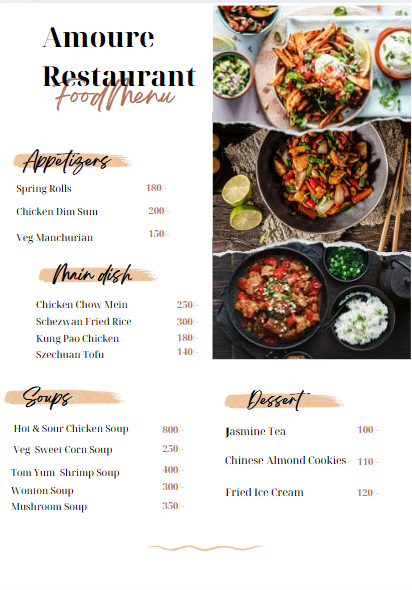 Amoure
Restaurant
FoodMenu
Appetizers
Spring Rolls 180/-
Chicken Dim Sum 200/-
Veg Manchurian 150/-
Main dish
Chicken Chow Mein 250/-
Schezwan Fried Rice 300/-
Kung Pao Chicken 180/-
Szechuan Tofu 140/-
Soups
Hot & Sour Chicken Soup 800/-
Veg Sweet Corn Soup 250/-
Tom Yum Shrimp Soup 400/-
Wonton Soup 300/-
Mushroom Soup 350/-
Dessert
Jasmine Tea 100/-
Chinese Almond Cookies 110/-
Fried Ice Cream 120/-